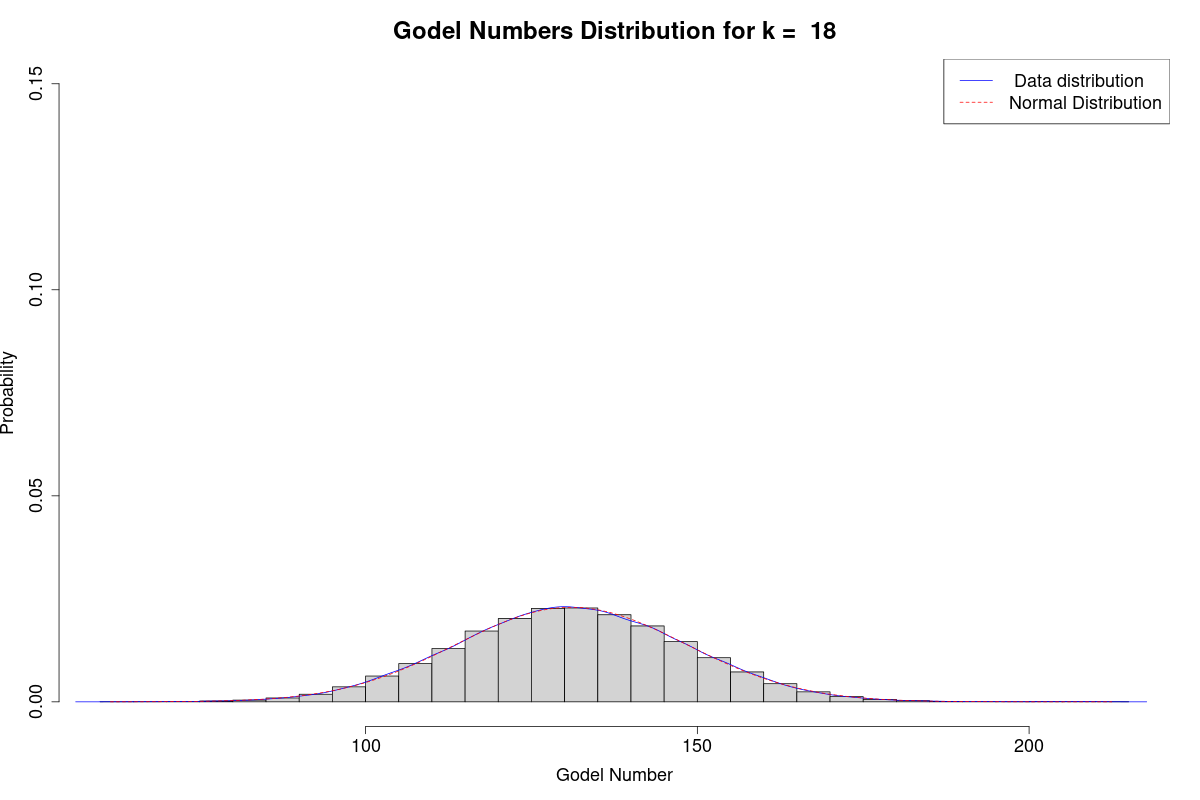 Godel Numbers Distribution for k =  18
Data distribution
Normal Distribution
0.15
0.10
0.05
0.00
Probability
100
150
200
Godel Number